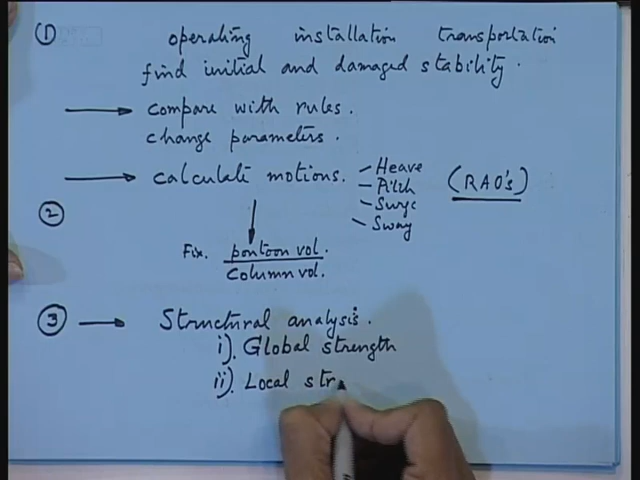 ① operating installation transportation
find initial and damaged stability.
→ compare with rules.
change parameters.
→ calculate motions. - Heave
- Pitch
- Surge
- Sway
(RAO's)
②
Fix. pontoon vol.
column vol.
③ → Structural analysis.
i). Global strength
ii). Local str